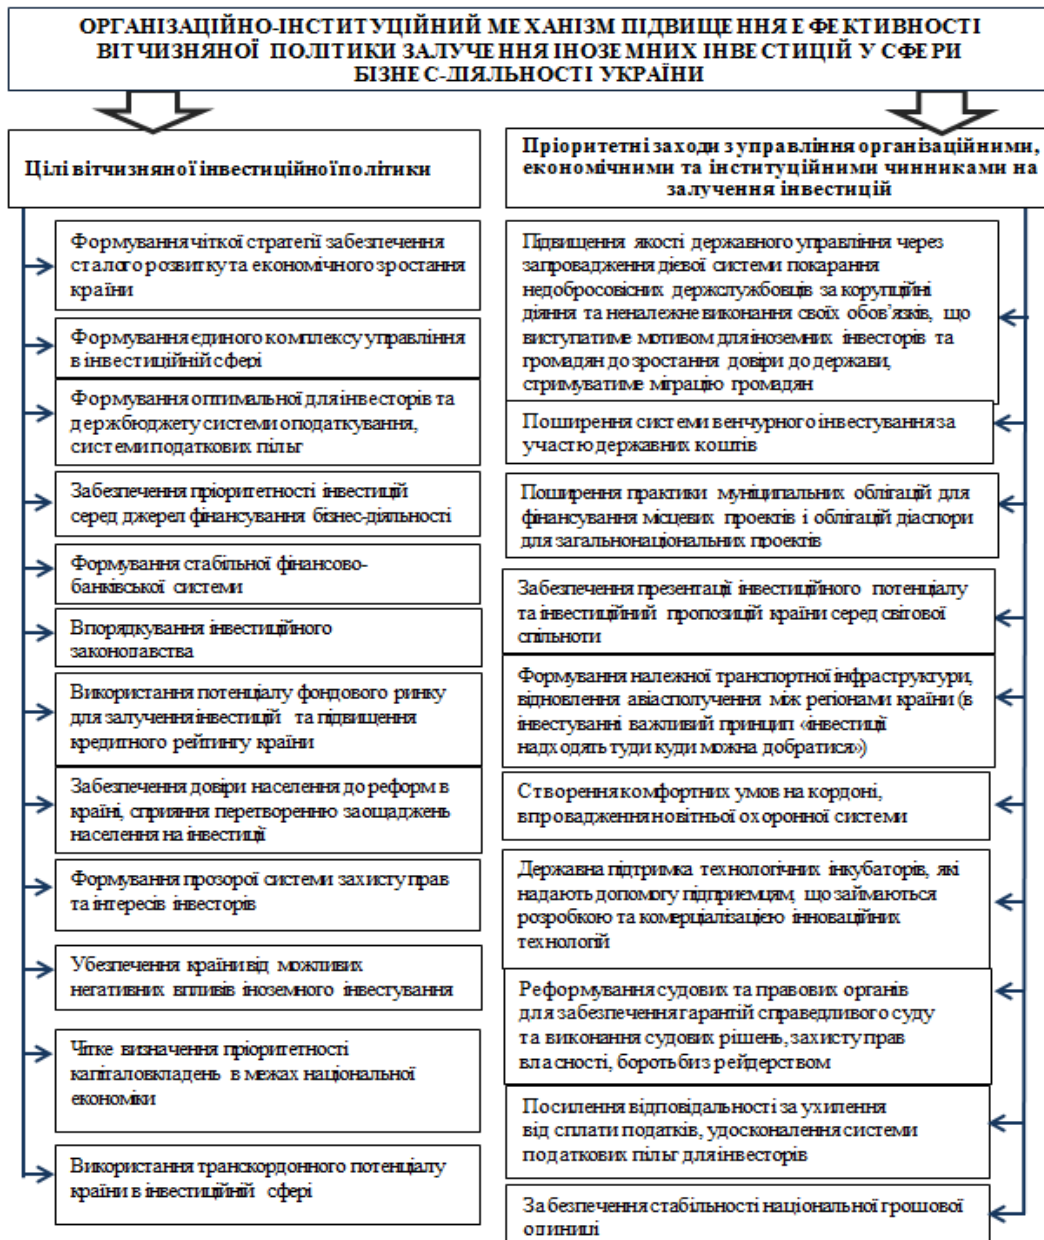 ОРГАНІЗАЦІЙНО-ІНСТИТУЦІЙНИЙ МЕХАНІЗМ ПІДВИЩЕННЯ ЕФЕКТИВНОСТІ
ВІТЧИЗНЯНОЇ ПОЛІТИКИ ЗАЛУЧЕННЯ ІНОЗЕМНИХ ІНВЕСТИЦІЙ У СФЕРИ
БІЗНЕС-ДІЯЛЬНОСТІ УКРАЇНИ
Цілі вітчизняної інвестиційної політики
Формування чіткої стратегії забезпечення
сталого розвитку та економічного зростання
країни
Формування єдиного комплексу управління
в інвестиційній сфері
Формування оптимальної для інвесторів та
держбюджету системи оподаткування,
системи податкових пільг
Забезпечення пріоритетності інвестицій
серед джерел фінансування бізнес-діяльності
Формування стабільної фінансово-
банківської системи
Впорядкування інвестиційного
законодавства
Використання потенціалу фондового ринку
для залучення інвестицій та підвищення
кредитного рейтингу країни
Забезпечення довіри населення до реформ в
країні, сприяння перетворенню заощаджень
населення на інвестиції
Формування прозорої системи захисту прав
та інтересів інвесторів
Убезпечення країни від можливих
негативних впливів іноземного інвестування
Чітке визначення пріоритетності
капіталовкладень в межах національної
економіки
Використання транскордонного потенціалу
країни в інвестиційній сфері
Пріоритетні заходи з управління організаційними,
економічними та інституційними чинниками на
залучення інвестицій
Підвищення якості державного управління через
запровадження дієвої системи покарання
недобросовісних держслужбовців за корупційні
діяння та неналежне виконання своїх обов’язків, що
виступатиме мотивом для іноземних інвесторів та
громадян до зростання довіри до держави,
стримуватиме міграцію громадян
Поширення системи венчурного інвестування за
участю державних коштів
Поширення практики муніципальних облігацій для
фінансування місцевих проектів і облігацій діаспори
для загальнонаціональних проектів
Забезпечення презентації інвестиційного потенціалу
та інвестиційний пропозицій країни серед світової
спільноти
Формування належної транспортної інфраструктури,
відновлення авіасполучення між регіонами країни (в
інвестуванні важливий принцип «інвестиції
надходять туди куди можна добратися»)
Створення комфортних умов на кордоні,
впровадження новітньої охоронної системи
Державна підтримка технологічних інкубаторів, які
надають допомогу підприємцям, що займаються
розробкою та комерціалізацією інноваційних
технологій
Реформування судових та правових органів
для забезпечення гарантій справедливого суду
та виконання судових рішень, захисту прав
власності, боротьби з рейдерством
Посилення відповідальності за ухилення
від сплати податків, удосконалення системи
податкових пільг для інвесторів
Забезпечення стабільності національної грошової
одиниці